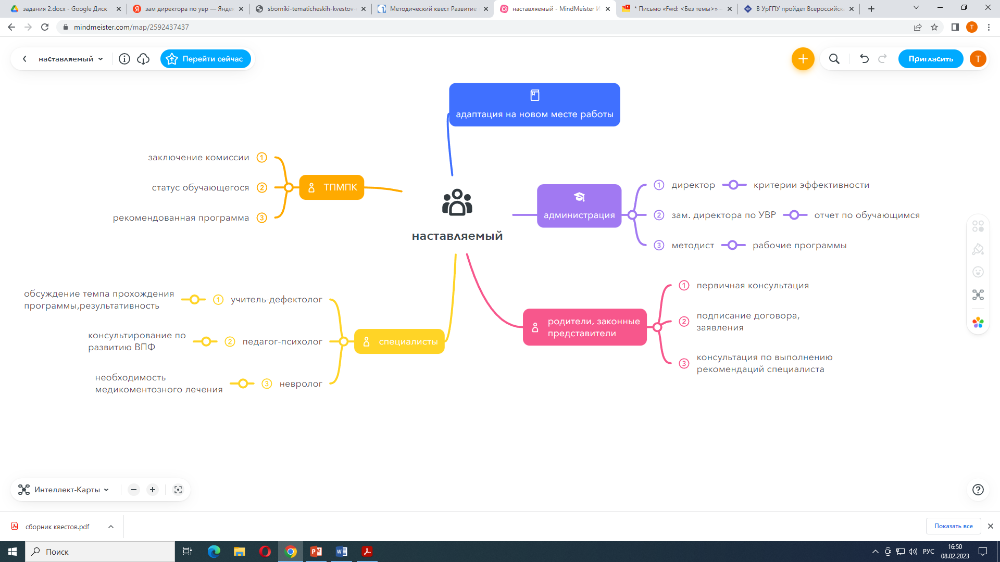 задания 2.docx - Google Диск
зам директора по увр — Яндек
sborniki-tematicheskih-kvestov-
Методический квест Развитие
наставляемый - MindMeister И
* Письмо «Fwd: <Без темы>» –
В УрГПУ пройдет Всероссийска
mindmeister.com/map/2592437437
T
наставляемый
Перейти сейчас
Пригласить
T
адаптация на новом месте работы
заключение комиссии 1
статус обучающегося 2
рекомендованная программа 3
ТПМПК
наставляемый
администрация
1 директор критерии эффективности
2 зам. директора по УВР отчет по обучающимся
3 методист рабочие программы
родители, законные
представители
1 первичная консультация
2 подписание договора,
заявления
3 консультация по выполнению
рекомендаций специалиста
обсуждение темпа прохождения
программы,результативность
1 учитель-дефектолог
консультирование по
развитию ВПФ
2 педагог-психолог
необходимость
медикоментозного лечения
3 невролог
специалисты
Интеллект-Карты
сборник квестов.pdf
Показать все
Поиск
РУС
16:50
08.02.2023